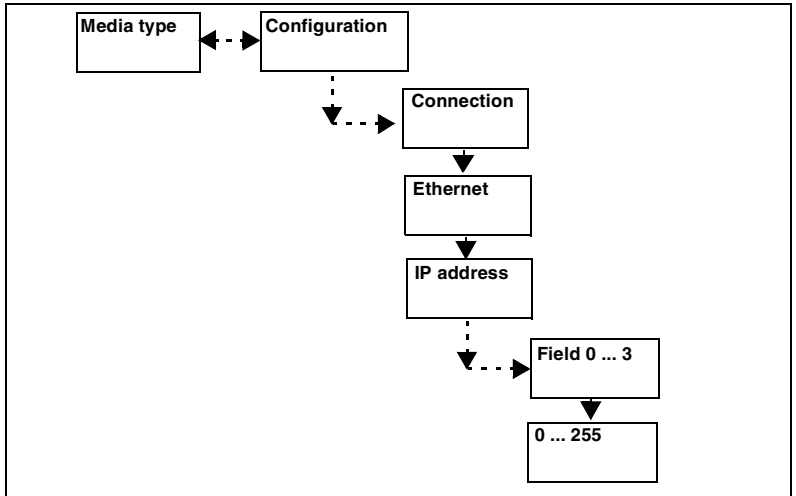 Media type
Configuration
Connection
Ethernet
IP address
Field 0 ... 3
0 ... 255